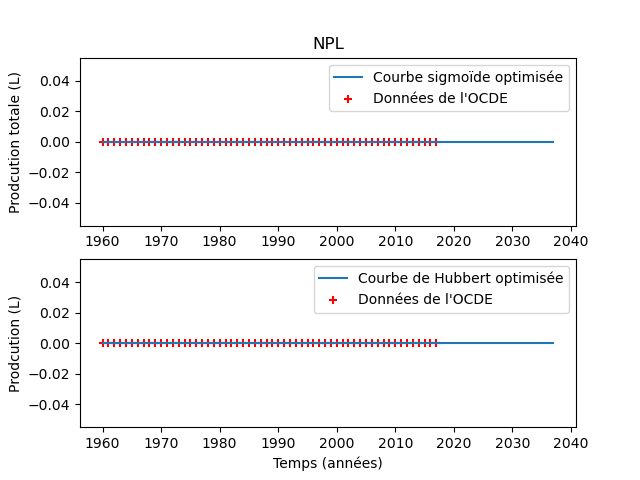 NPL
Prodcution totale (L)
0.04
0.02
0.00
−0.02
−0.04
Courbe sigmoïde optimisée
Données de l'OCDE
1960 1970 1980 1990 2000 2010 2020 2030 2040
Prodcution (L)
0.04
0.02
0.00
−0.02
−0.04
Courbe de Hubbert optimisée
Données de l'OCDE
1960 1970 1980 1990 2000 2010 2020 2030 2040
Temps (années)